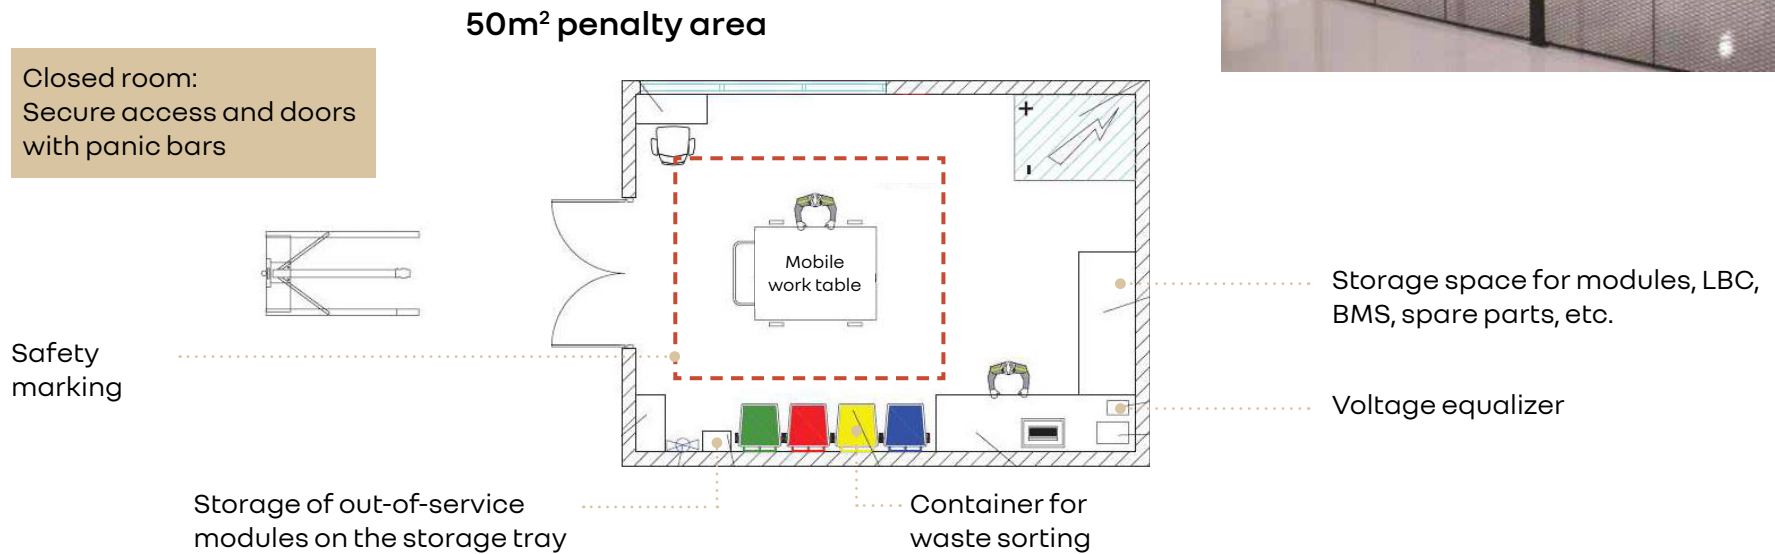 50m² penalty area
Closed room:
Secure access and doors
with panic bars
+
-
Mobile
work table
Storage space for modules, LBC,
BMS, spare parts, etc.
Safety
marking
Voltage equalizer
Storage of out-of-service
modules on the storage tray
Container for
waste sorting